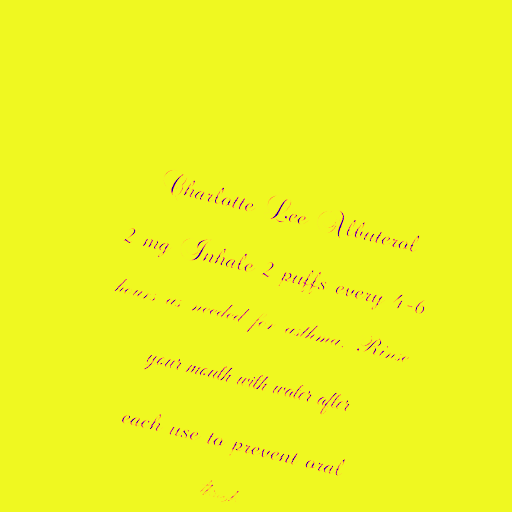 Charlotte Lee Albuterol
2 mg Inhale 2 puffs every 4-6
hours as needed for asthma. Rinse
your mouth with water after
each use to prevent oral